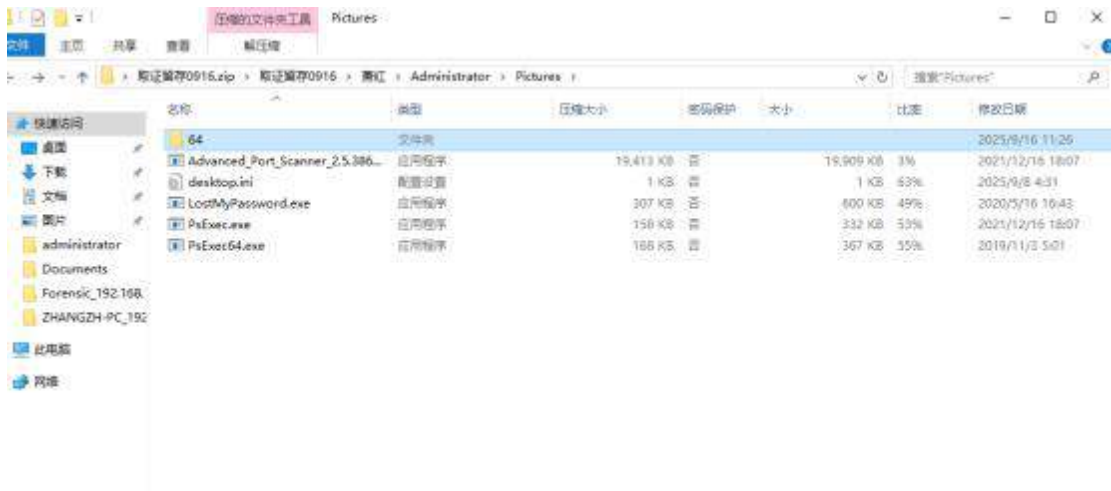 压缩的文件夹工具 Pictures
文件 主页 共享 查看 解压缩
取证留存0916.zip › 取证留存0916 › 萧红 › Administrator › Pictures ›
搜索"Pictures"
名称 类型 压缩大小 密码保护 大小 比率 修改日期
快速访问
桌面
下载
文档
图片
administrator
Documents
Forensic_192.168.
ZHANGZH-PC_192
此电脑
网络
64 文件夹 2025/9/16 11:26
Advanced_Port_Scanner_2.5.386... 应用程序 19,413 KB 否 19,909 KB 3% 2021/12/16 18:07
desktop.ini 配置设置 1 KB 否 1 KB 63% 2025/9/8 4:31
LostMyPassword.exe 应用程序 307 KB 否 600 KB 49% 2020/5/16 16:43
PsExec.exe 应用程序 158 KB 否 332 KB 53% 2021/12/16 18:07
PsExec64.exe 应用程序 168 KB 否 367 KB 55% 2019/11/3 5:01